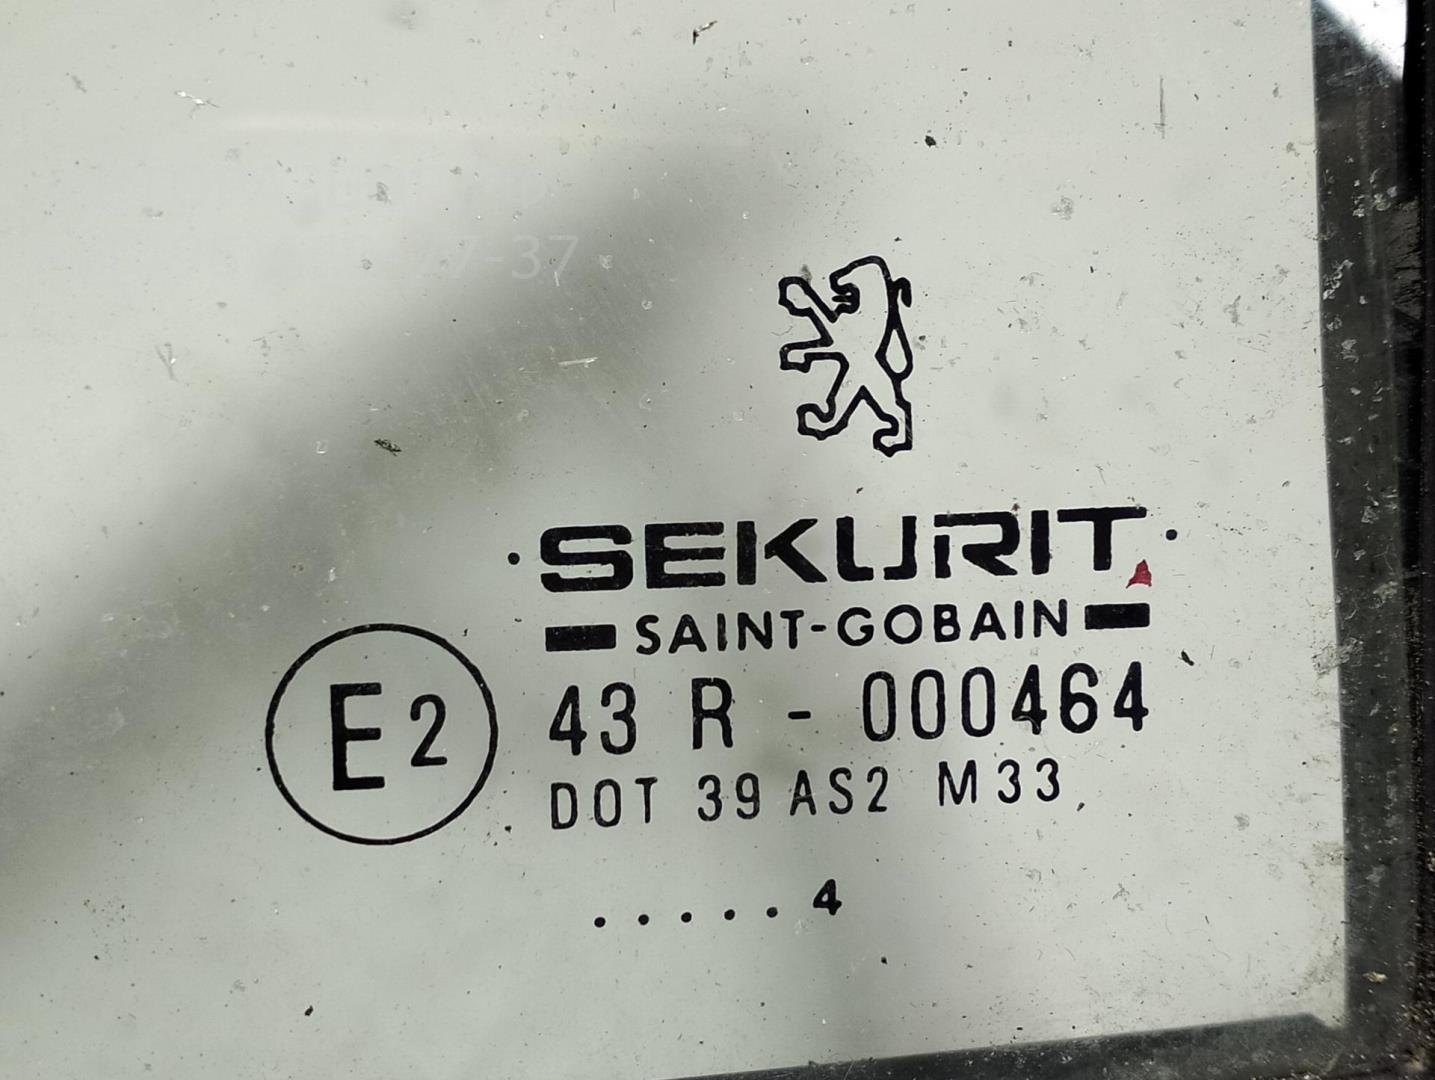 SEKURIT
SAINT-GOBAIN
E2
43 R - 000464
DOT 39 AS2 M33
. . . . . 4